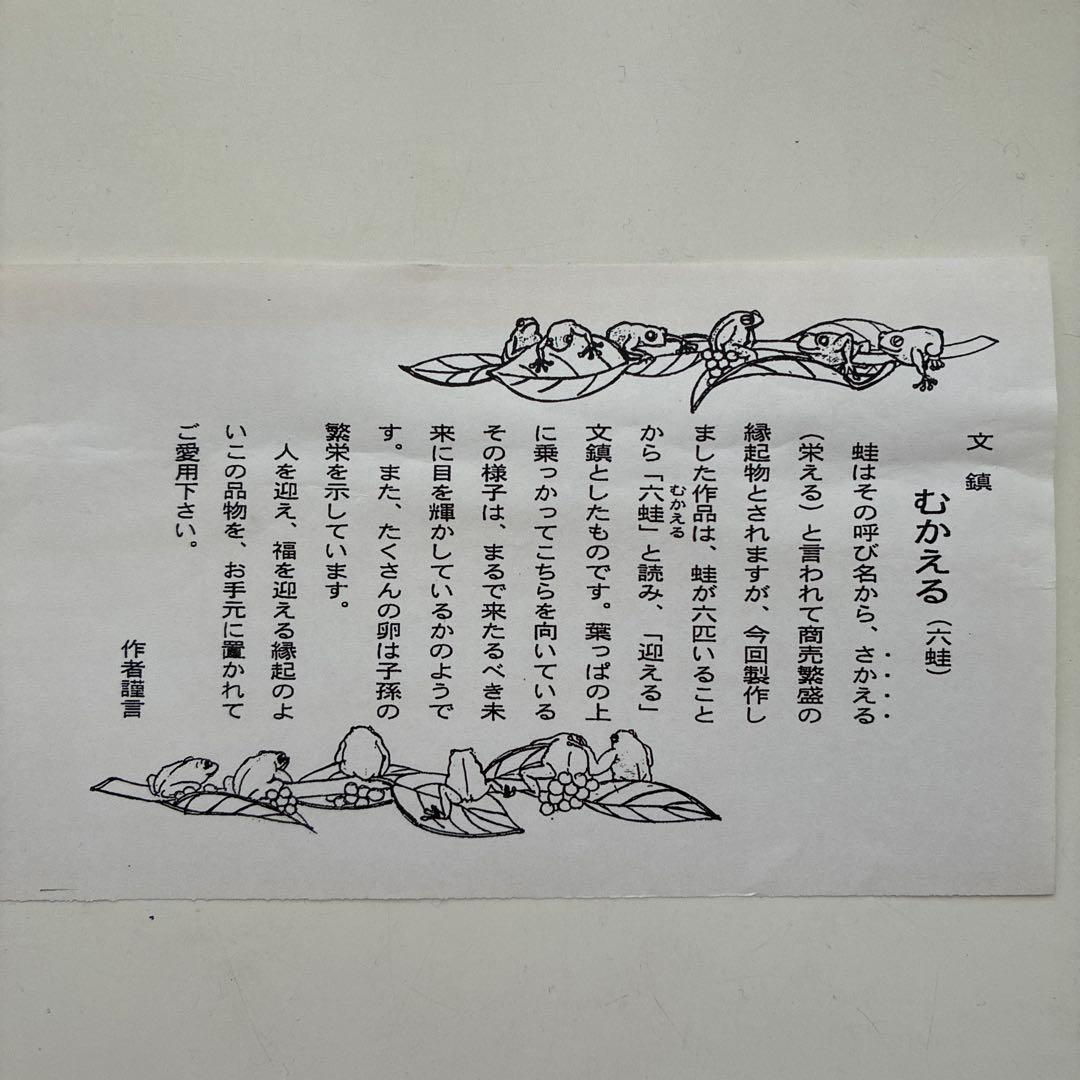 文鎮
むかえる(六蛙)
蛙はその呼び名から、さかえる
(栄える)と言われて商売繁盛の
縁起物とされますが、今回製作し
ました作品は、蛙が六匹いること
から「六蛙」と読み、「迎える」
むかえる
文鎮としたものです。葉っぱの上
に乗っかってこちらを向いている
その様子は、まるで来たるべき未
来に目を輝かしているかのようで
す。また、たくさんの卵は子孫の
繁栄を示しています。
人を迎え、福を迎える縁起のよ
いこの品物を、お手元に置かれて
ご愛用下さい。
作者謹言